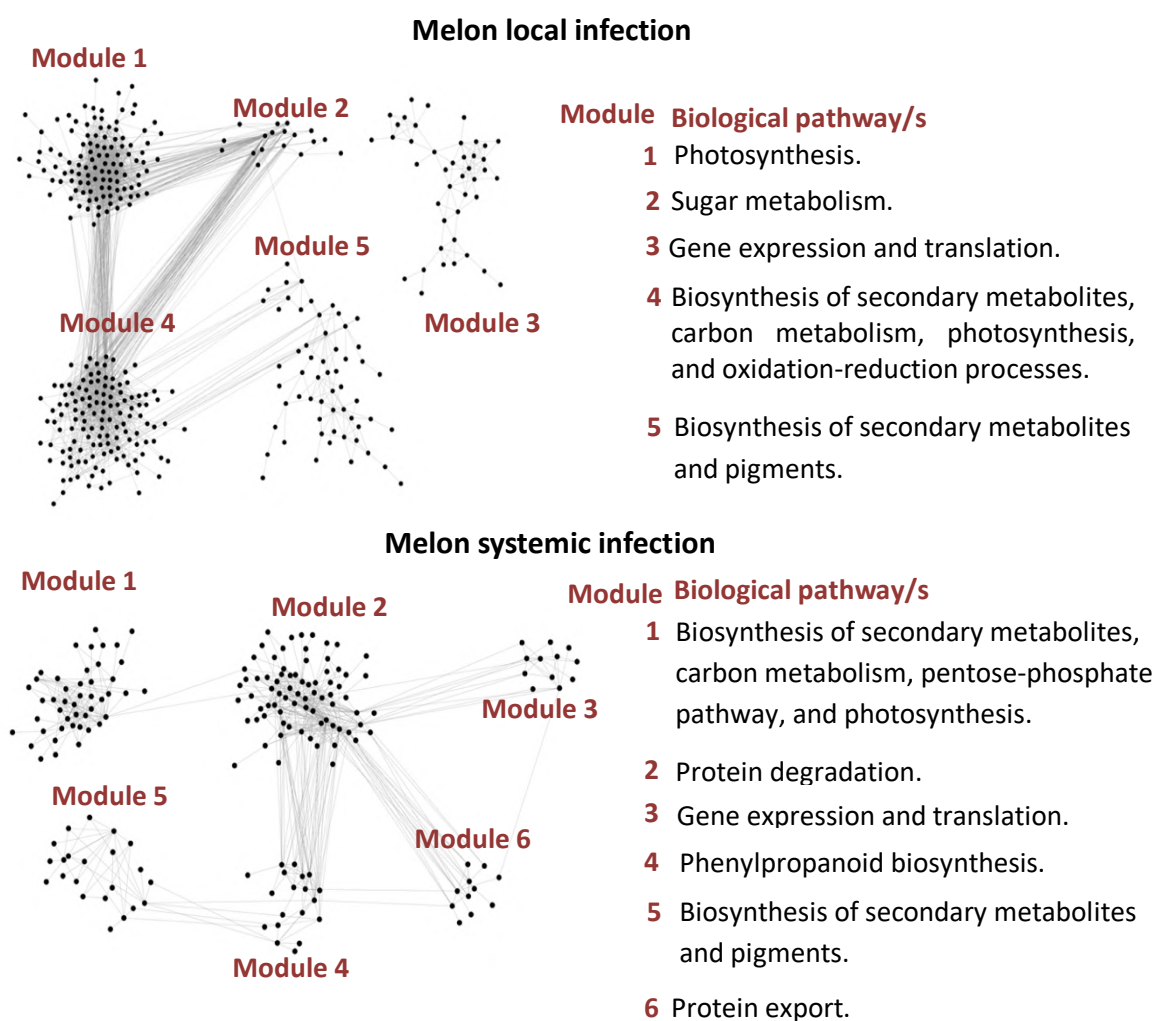 Melon local infection
Module 1
Module 2
Module 5
Module 4
Module 3
Module Biological pathway/s
1 Photosynthesis.
2 Sugar metabolism.
3 Gene expression and translation.
4 Biosynthesis of secondary metabolites,
carbon metabolism, photosynthesis,
and oxidation-reduction processes.
5 Biosynthesis of secondary metabolites
and pigments.
Melon systemic infection
Module 1
Module 2
Module 3
Module 5
Module 6
Module 4
Module Biological pathway/s
1 Biosynthesis of secondary metabolites,
carbon metabolism, pentose-phosphate
pathway, and photosynthesis.
2 Protein degradation.
3 Gene expression and translation.
4 Phenylpropanoid biosynthesis.
5 Biosynthesis of secondary metabolites
and pigments.
6 Protein export.